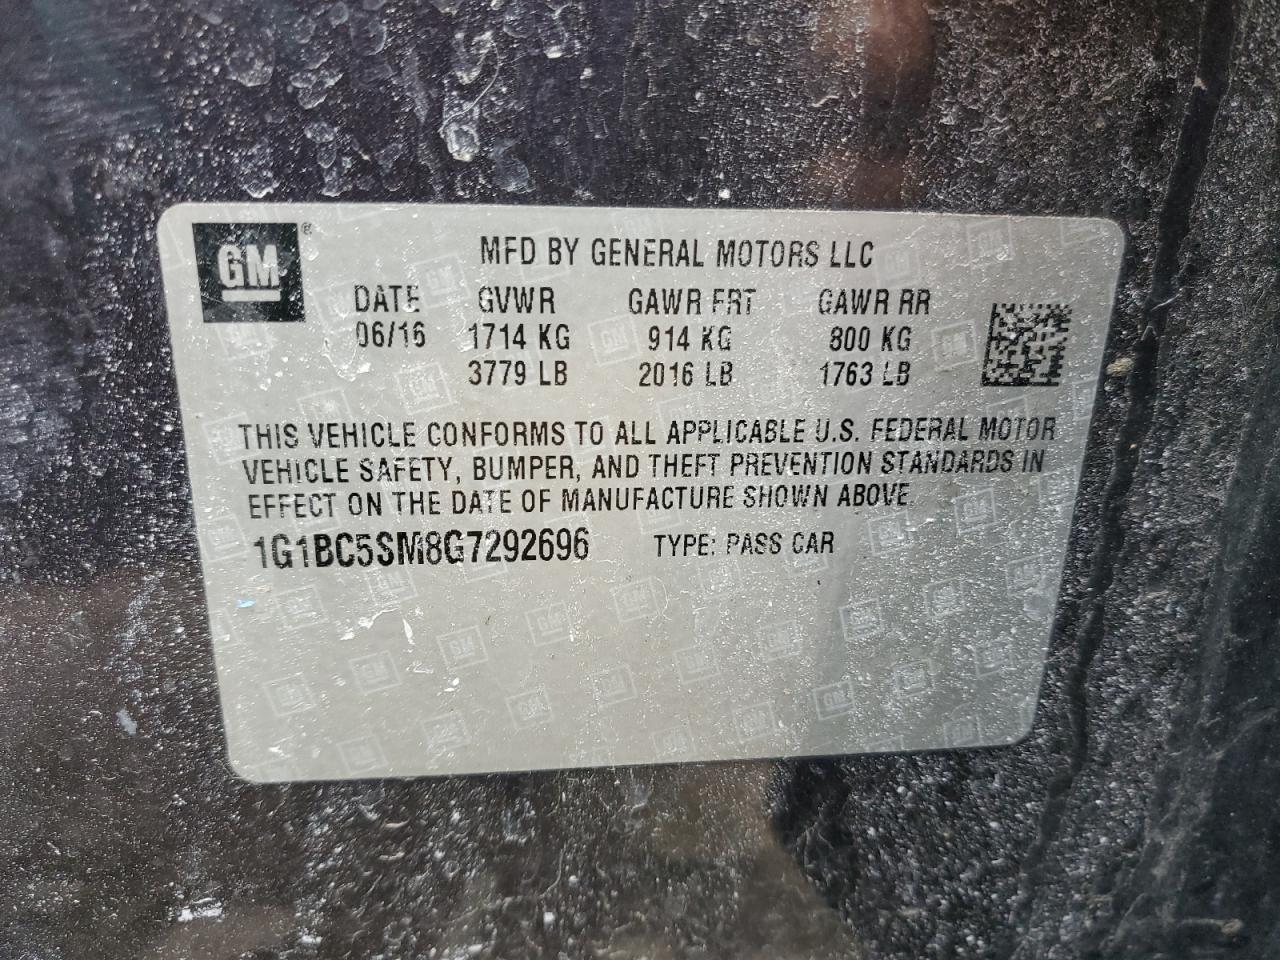 GM®
MFD BY GENERAL MOTORS LLC
DATE GVWR GAWR FRT GAWR RR
06/16 1714 KG 914 KG 800 KG
3779 LB 2016 LB 1763 LB
THIS VEHICLE CONFORMS TO ALL APPLICABLE U.S. FEDERAL MOTOR
VEHICLE SAFETY, BUMPER, AND THEFT PREVENTION STANDARDS IN
EFFECT ON THE DATE OF MANUFACTURE SHOWN ABOVE.
1G1BC5SM8G7292696 TYPE: PASS CAR